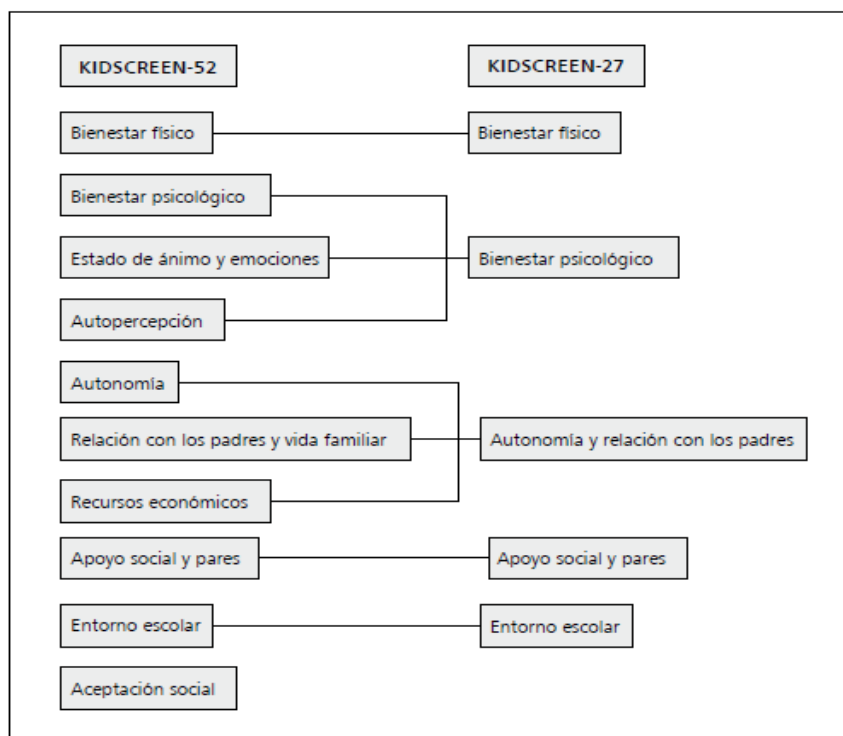 KIDSCREEN-52
KIDSCREEN-27
Bienestar físico
Bienestar físico
Bienestar psicológico
Estado de ánimo y emociones
Bienestar psicológico
Autopercepción
Autonomía
Relación con los padres y vida familiar
Autonomía y relación con los padres
Recursos económicos
Apoyo social y pares
Apoyo social y pares
Entorno escolar
Entorno escolar
Aceptación social